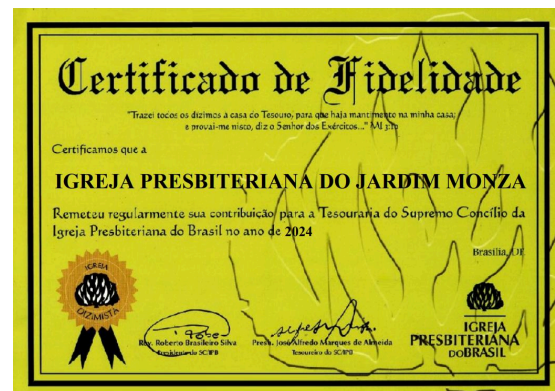 Certificado de Fidelidade
"Trazei todos os dízimos à casa do Tesouro, para que haja mantimento na minha casa;
e provai-me nisto, diz o Senhor dos Exércitos..." Ml 3:10
Certificamos que a
IGREJA PRESBITERIANA DO JARDIM MONZA
Remeteu regularmente sua contribuição para a Tesouraria do Supremo Concílio da
Igreja Presbiteriana do Brasil no ano de 2024
Brasília, DF
IGREJA
DIZIMISTA
Rev. Roberto Brasileiro Silva
Presidente do SC/IPB
Presb. José Alfredo Marques de Almeida
Tesoureiro do SC/IPB
IGREJA
PRESBITERIANA
DO BRASIL